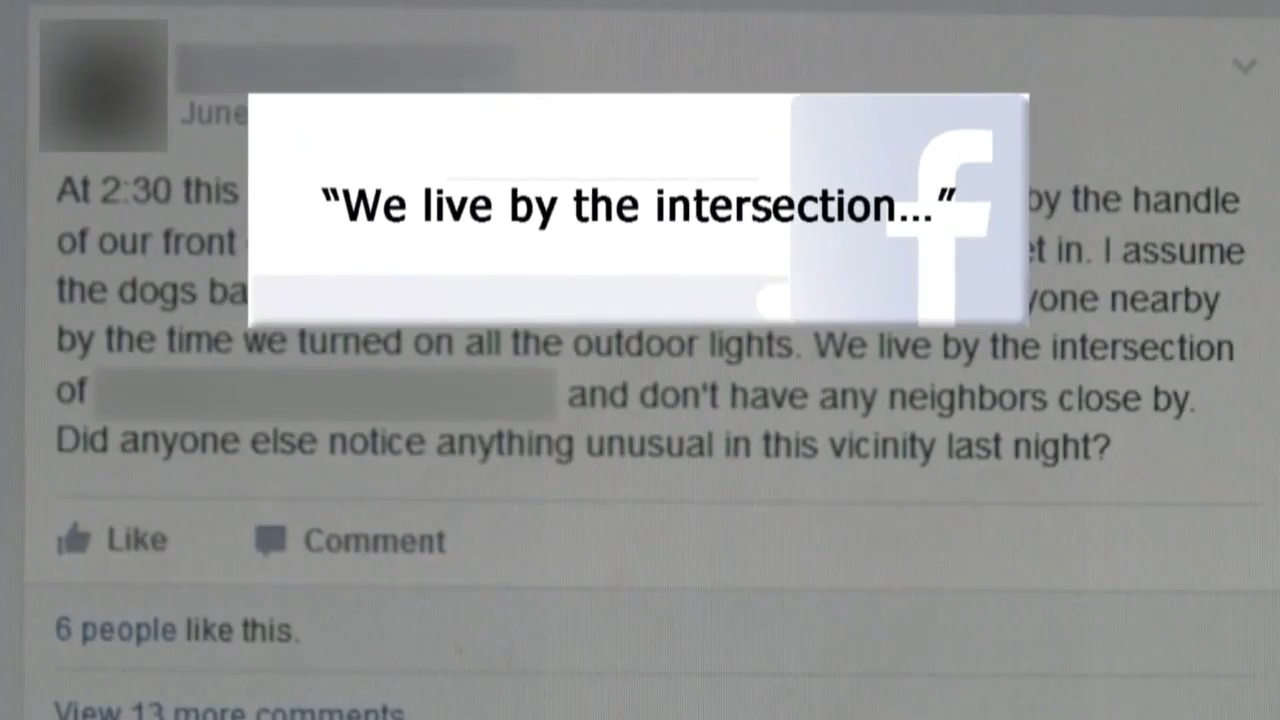 June
“We live by the intersection...”
f
At 2:30 this by the handle
of our front et in. I assume
the dogs ba yone nearby
by the time we turned on all the outdoor lights. We live by the intersection
of and don't have any neighbors close by.
Did anyone else notice anything unusual in this vicinity last night?
Like Comment
6 people like this.
View 13 more comments